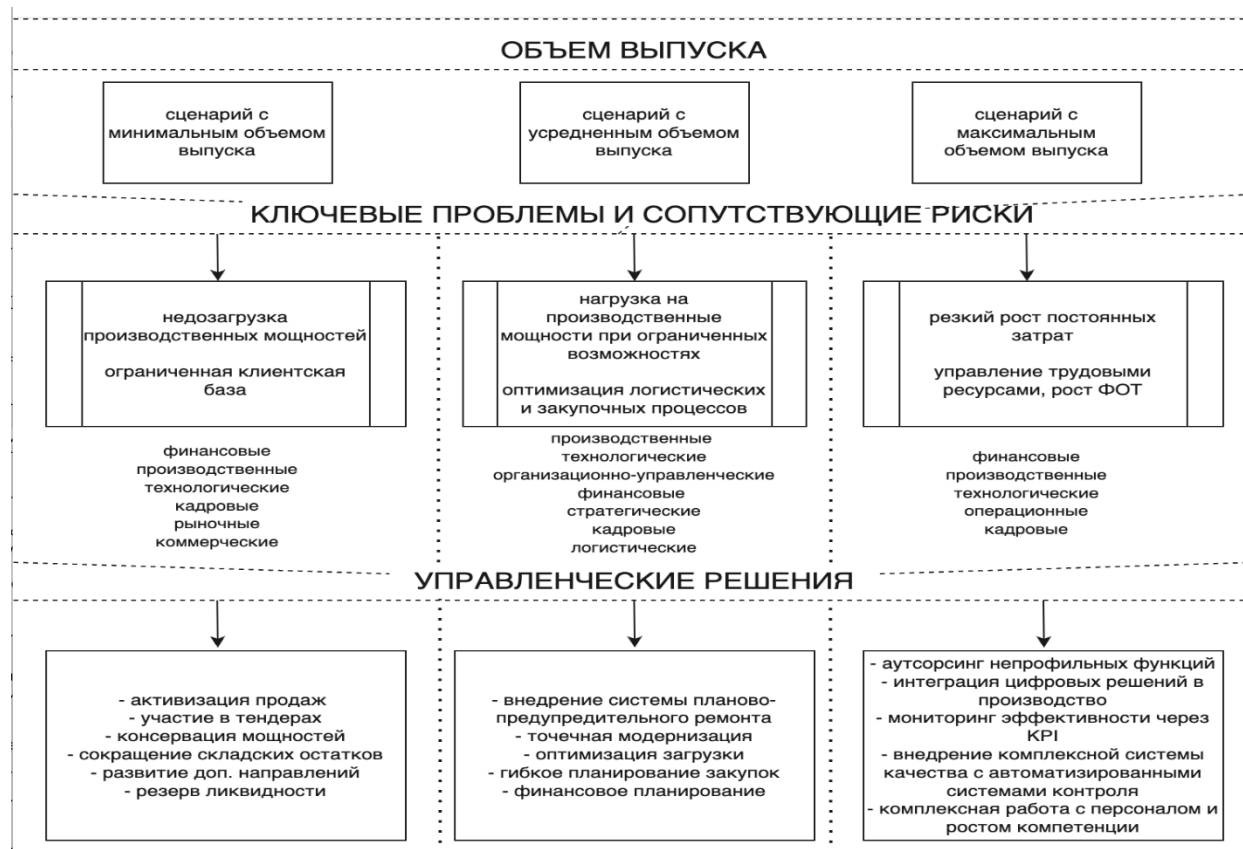 ОБЪЕМ ВЫПУСКА
сценарий с
минимальным объемом
выпуска
сценарий с
усредненным объемом
выпуска
сценарий с
максимальным
объемом выпуска
КЛЮЧЕВЫЕ ПРОБЛЕМЫ И СОПУТСТВУЮЩИЕ РИСКИ
недозагрузка
производственных мощностей
ограниченная клиентская
база
нагрузка на
производственные
мощности при ограниченных
возможностях
оптимизация логистических
и закупочных процессов
резкий рост постоянных
затрат
управление трудовыми
ресурсами, рост ФОТ
финансовые
производственные
технологические
кадровые
рыночные
коммерческие
производственные
технологические
организационно-управленческие
финансовые
стратегические
кадровые
логистические
финансовые
производственные
технологические
операционные
кадровые
УПРАВЛЕНЧЕСКИЕ РЕШЕНИЯ
- активизация продаж
- участие в тендерах
- консервация мощностей
- сокращение складских остатков
- развитие доп. направлений
- резерв ликвидности
- внедрение системы планово-
предупредительного ремонта
- точечная модернизация
- оптимизация загрузки
- гибкое планирование закупок
- финансовое планирование
- аутсорсинг непрофильных функций
- интеграция цифровых решений в
производство
- мониторинг эффективности через
KPI
- внедрение комплексной системы
качества с автоматизированными
системами контроля
- комплексная работа с персоналом и
ростом компетенции